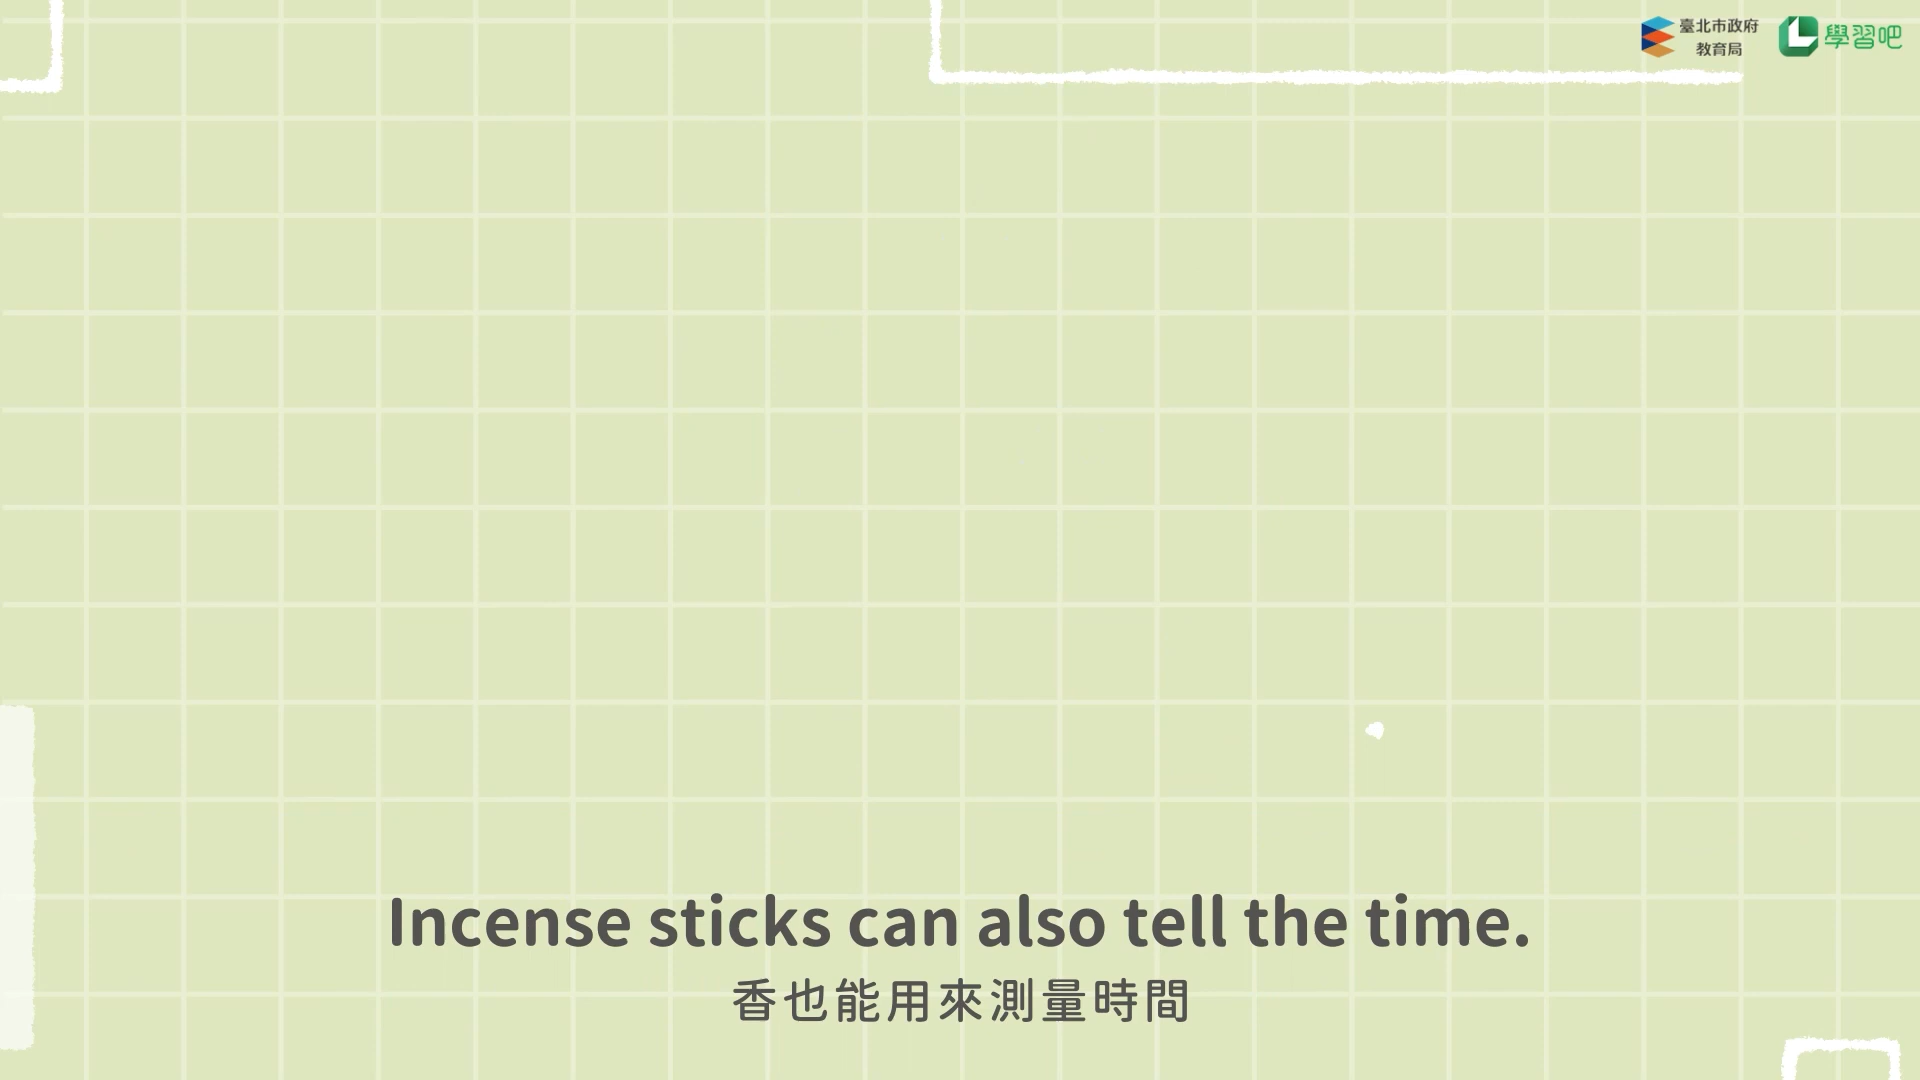 臺北市政府
教育局
學習吧
Incense sticks can also tell the time.
香也能用來測量時間